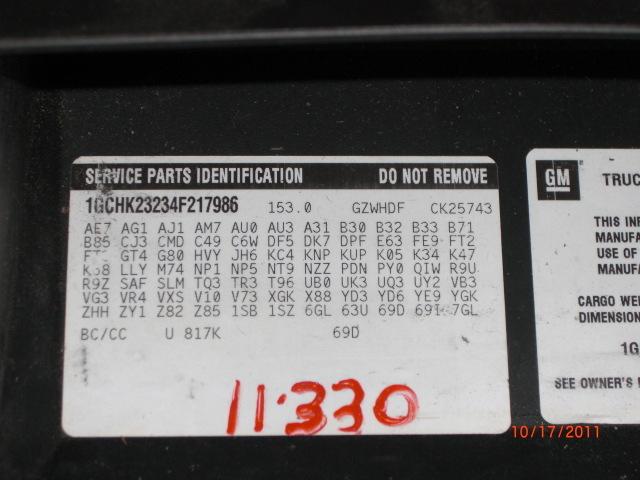 SERVICE PARTS IDENTIFICATION DO NOT REMOVE
1GCHK23234F217986 153.0 GZWHDF CK25743
AE7 AG1 AJ1 AM7 AU0 AU3 A31 B30 B32 B33 B71
B85 CJ3 CMD C49 C6W DF5 DK7 DPF E63 FE9 FT2
GT4 G80 HVY JH6 KC4 KNP KUP K05 K34 K47
LLY M74 NP1 NP5 NT9 NZZ PDN PY0 QIW R9U
R9Z SAF SLM TQ3 TR3 T96 UB0 UK3 UQ3 UY2 VB3
VG3 VR4 VXS V10 V73 XGK X88 YD3 YD6 YE9 YGK
ZHH ZY1 Z82 Z85 1SB 1SZ 6GL 63U 69D 69I 7GL
BC/CC U 817K 69D
11.330
GM TRUC
THIS INF
MANUFA
USE OF
MANUFA
CARGO WE
DIMENSION
1G
SEE OWNER'S
10/17/2011